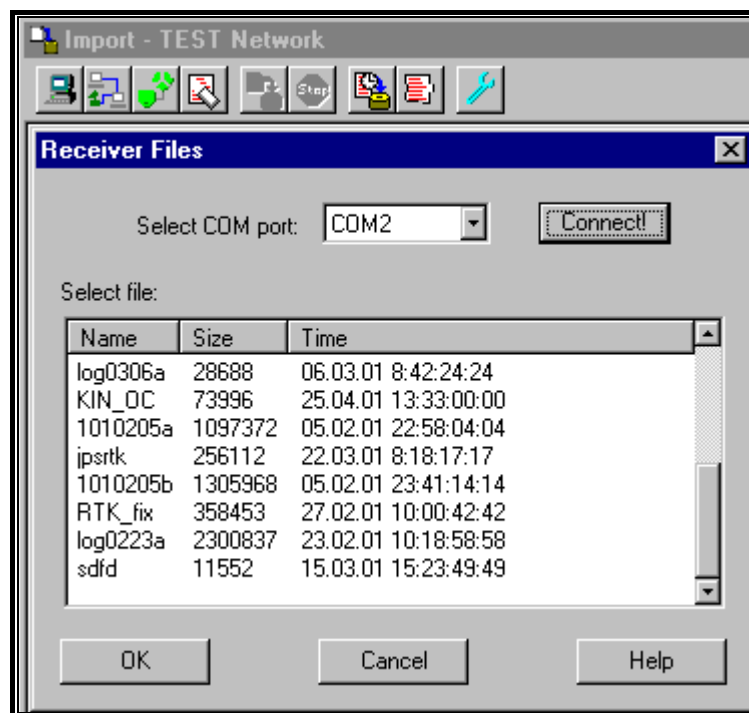 Import - TEST Network
Stop
Receiver Files
Select COM port: COM2 Connect!
Select file:
Name Size Time
log0306a 28688 06.03.01 8:42:24:24
KIN_OC 73996 25.04.01 13:33:00:00
1010205a 1097372 05.02.01 22:58:04:04
jpsrtk 256112 22.03.01 8:18:17:17
1010205b 1305968 05.02.01 23:41:14:14
RTK_fix 358453 27.02.01 10:00:42:42
log0223a 2300837 23.02.01 10:18:58:58
sdfd 11552 15.03.01 15:23:49:49
OK Cancel Help